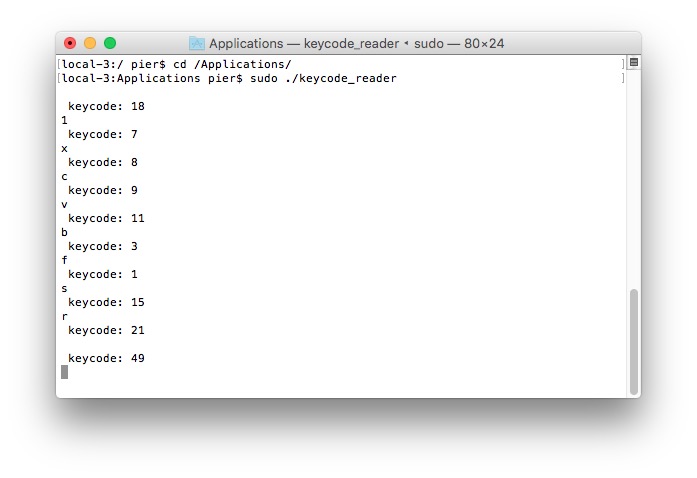 Applications — keycode_reader ◂ sudo — 80×24
[local-3:/ pier$ cd /Applications/ ]
[local-3:Applications pier$ sudo ./keycode_reader ]
keycode: 18
1
keycode: 7
x
keycode: 8
c
keycode: 9
v
keycode: 11
b
keycode: 3
f
keycode: 1
s
keycode: 15
r
keycode: 21
keycode: 49